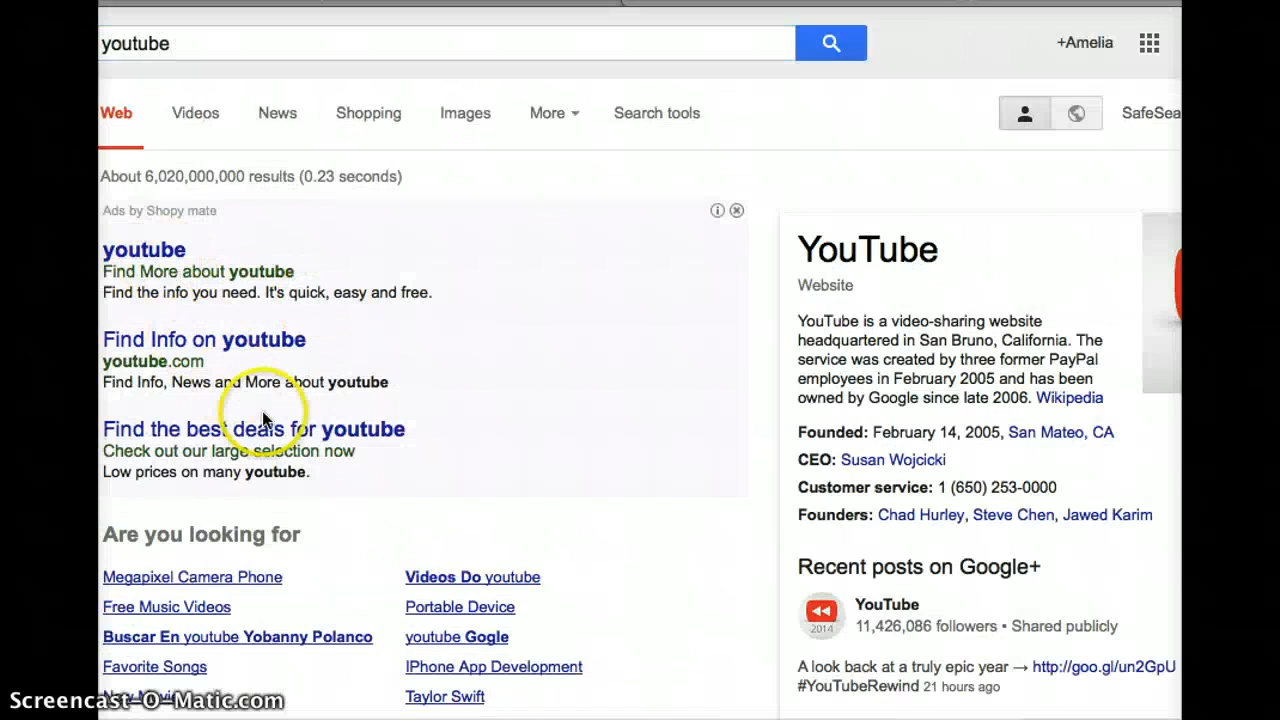 youtube
+Amelia
Web Videos News Shopping Images More Search tools SafeSea
About 6,020,000,000 results (0.23 seconds)
Ads by Shopy mate
youtube
Find More about youtube
Find the info you need. It's quick, easy and free.
Find Info on youtube
youtube.com
Find Info, News and More about youtube
Find the best deals for youtube
Check out our large selection now
Low prices on many youtube.
Are you looking for
Megapixel Camera Phone
Free Music Videos
Buscar En youtube Yobanny Polanco
Favorite Songs
Videos Do youtube
Portable Device
youtube Gogle
IPhone App Development
Taylor Swift
YouTube
Website
YouTube is a video-sharing website
headquartered in San Bruno, California. The
service was created by three former PayPal
employees in February 2005 and has been
owned by Google since late 2006. Wikipedia
Founded: February 14, 2005, San Mateo, CA
CEO: Susan Wojcicki
Customer service: 1 (650) 253-0000
Founders: Chad Hurley, Steve Chen, Jawed Karim
Recent posts on Google+
2014
YouTube
11,426,086 followers • Shared publicly
A look back at a truly epic year → http://goo.gl/un2GpU
#YouTubeRewind 21 hours ago
Screencast-O-Matic.com